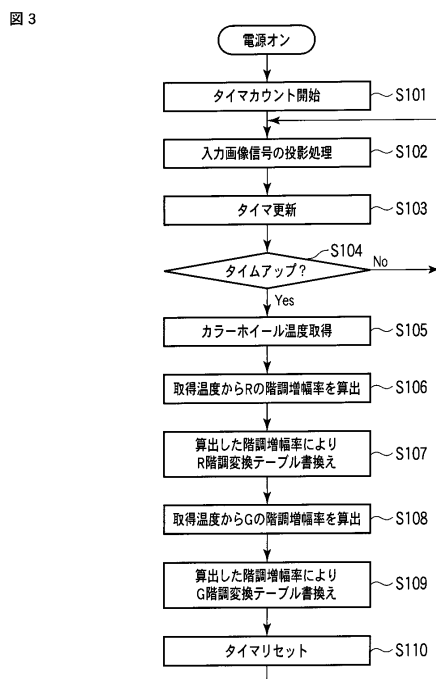 図３
電源オン
タイマカウント開始
S101
入力画像信号の投影処理
S102
タイマ更新
S103
S104
タイムアップ？
No
Yes
カラーホイール温度取得
S105
取得温度からRの階調増幅率を算出
S106
算出した階調増幅率により
R階調変換テーブル書換え
S107
取得温度からGの階調増幅率を算出
S108
算出した階調増幅率により
G階調変換テーブル書換え
S109
タイマリセット
S110